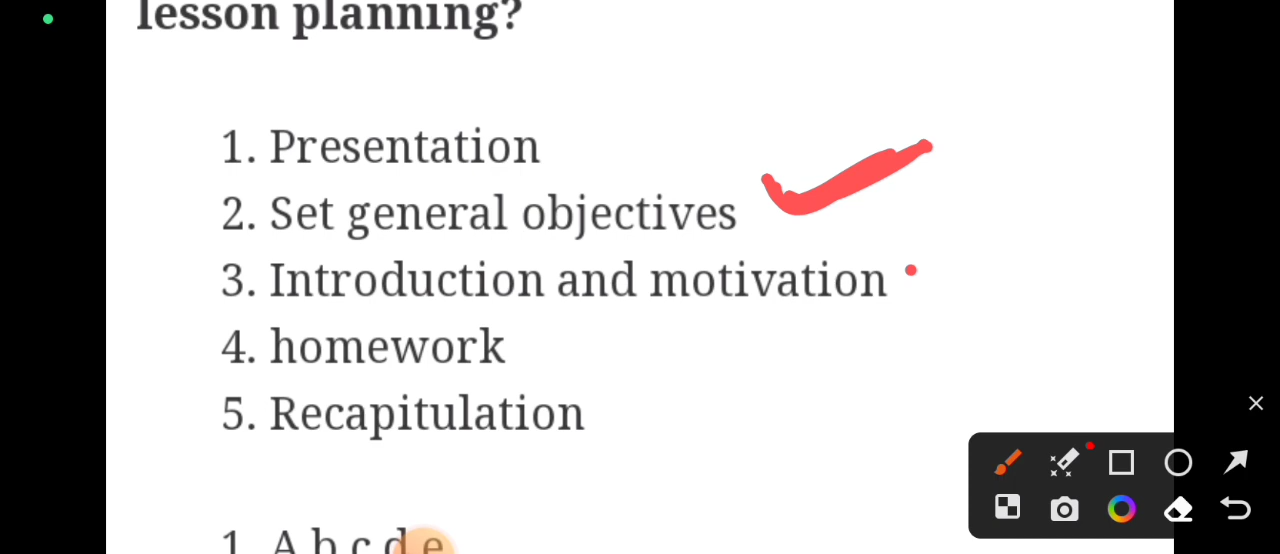 lesson planning?
1. Presentation
2. Set general objectives
3. Introduction and motivation
4. homework
5. Recapitulation
1. A b c d e